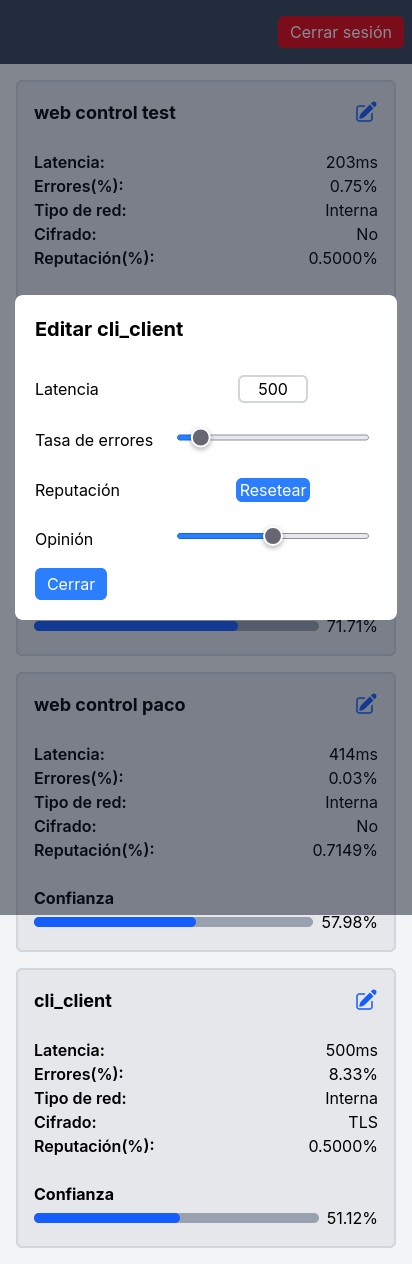 Cerrar sesión
web control test
Latencia: 203ms
Errores(%): 0.75%
Tipo de red: Interna
Cifrado: No
Reputación(%): 0.5000%
Editar cli_client
Latencia 500
Tasa de errores
Reputación Resetear
Opinión
Cerrar
71.71%
web control paco
Latencia: 414ms
Errores(%): 0.03%
Tipo de red: Interna
Cifrado: No
Reputación(%): 0.7149%
Confianza
57.98%
cli_client
Latencia: 500ms
Errores(%): 8.33%
Tipo de red: Interna
Cifrado: TLS
Reputación(%): 0.5000%
Confianza
51.12%